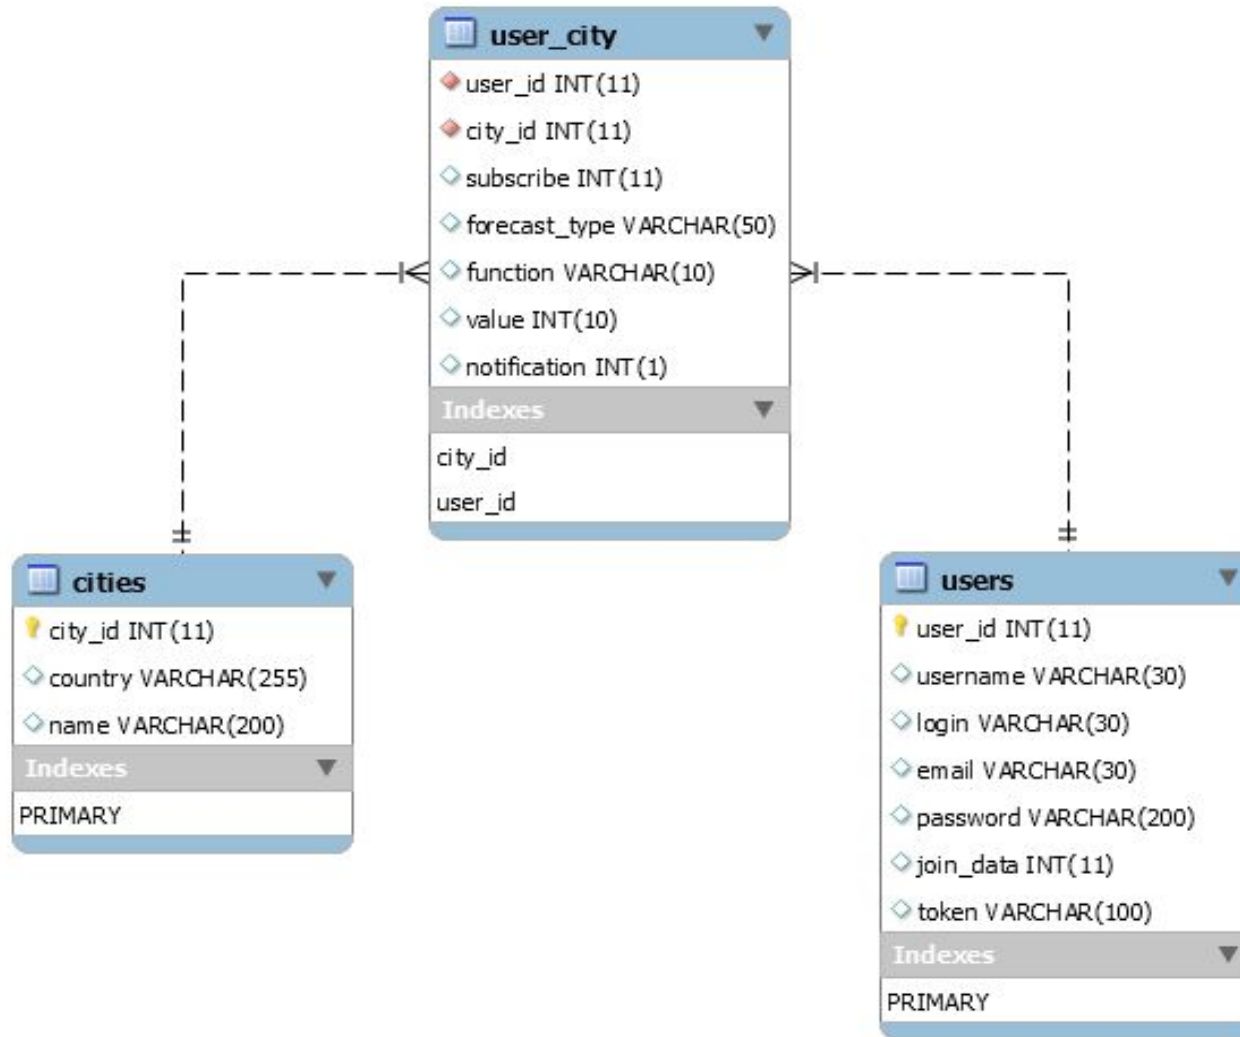 user_city
user_id INT(11)
city_id INT(11)
subscribe INT(11)
forecast_type VARCHAR(50)
function VARCHAR(10)
value INT(10)
notification INT(1)
Indexes
city_id
user_id
cities
city_id INT(11)
country VARCHAR(255)
name VARCHAR(200)
Indexes
PRIMARY
users
user_id INT(11)
username VARCHAR(30)
login VARCHAR(30)
email VARCHAR(30)
password VARCHAR(200)
join_data INT(11)
token VARCHAR(100)
Indexes
PRIMARY